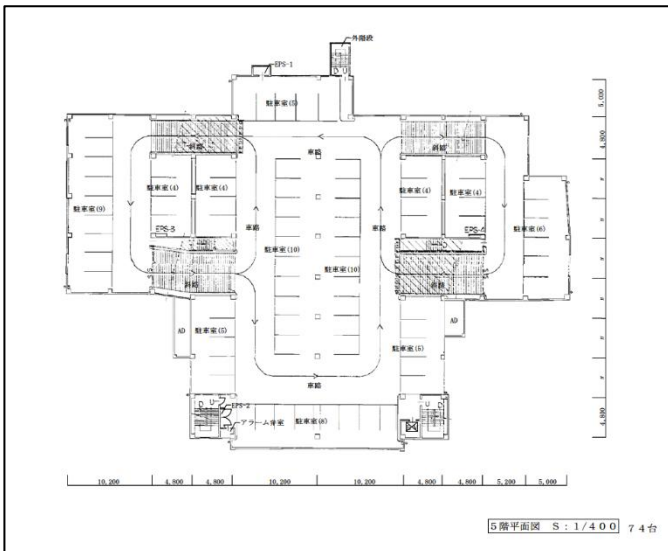 外階段
EPS-1
駐車室(5)
5,000
4,800
斜路
斜路
車路
駐車室(4)
駐車室(4)
駐車室(4)
駐車室(4)
駐車室(9)
駐車室(6)
EPS-3
EPS-4
車路
車路
駐車室(10)
駐車室(10)
斜路
斜路
AD
AD
駐車室(5)
駐車室(5)
車路
EPS-2
アラーム弁室
駐車室(8)
4,800
10,200
4,800
4,800
10,200
10,200
4,800
4,800
5,200
5,000
5階平面図 S:1/400 74台